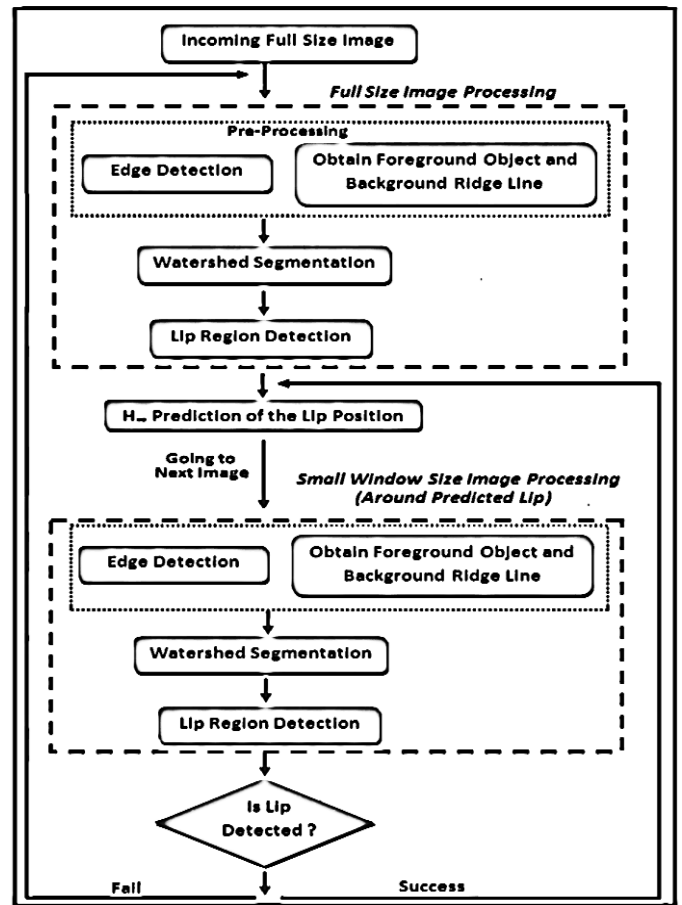 Incoming Full Size Image
Full Size Image Processing
Pre-Processing
Edge Detection
Obtain Foreground Object and
Background Ridge Line
Watershed Segmentation
Lip Region Detection
H∞ Prediction of the Lip Position
Going to
Next Image
Small Window Size Image Processing
(Around Predicted Lip)
Edge Detection
Obtain Foreground Object and
Background Ridge Line
Watershed Segmentation
Lip Region Detection
Is Lip
Detected ?
Fail
Success